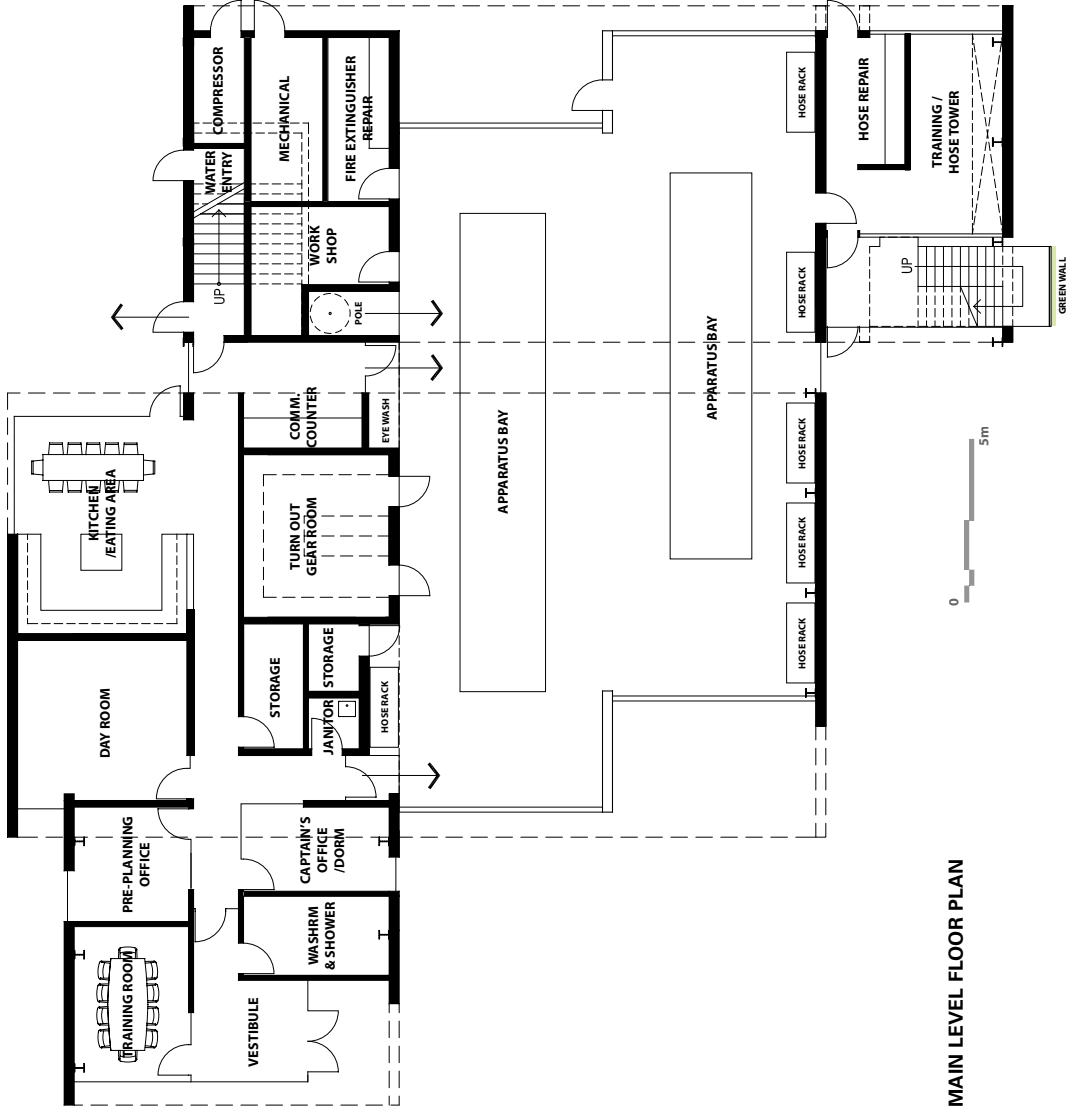 COMPRESSOR
MECHANICAL
FIRE EXTINGUISHER
REPAIR
WATER
ENTRY
WORK
SHOP
UP
POLE
HOSE RACK
HOSE REPAIR
TRAINING /
HOSE TOWER
HOSE RACK
UP
GREEN WALL
KITCHEN
/EATING AREA
COMM.
COUNTER
EYE WASH
TURN OUT
GEAR ROOM
APPARATUS BAY
APPARATUS BAY
HOSE RACK
HOSE RACK
HOSE RACK
DAY ROOM
STORAGE
STORAGE
JANITOR
HOSE RACK
PRE-PLANNING
OFFICE
CAPTAIN'S
OFFICE
/DORM
TRAINING ROOM
WASHRM
& SHOWER
VESTIBULE
0
5m
MAIN LEVEL FLOOR PLAN